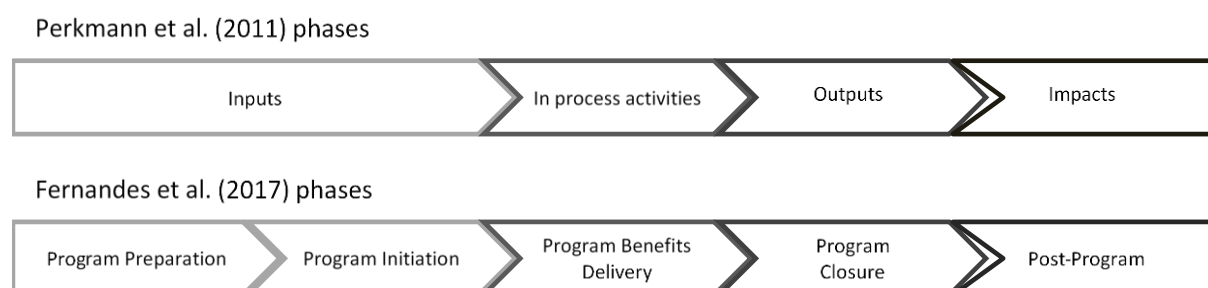 Perkmann et al. (2011) phases
Inputs
In process activities
Outputs
Impacts
Fernandes et al. (2017) phases
Program Preparation
Program Initiation
Program Benefits
Delivery
Program
Closure
Post-Program